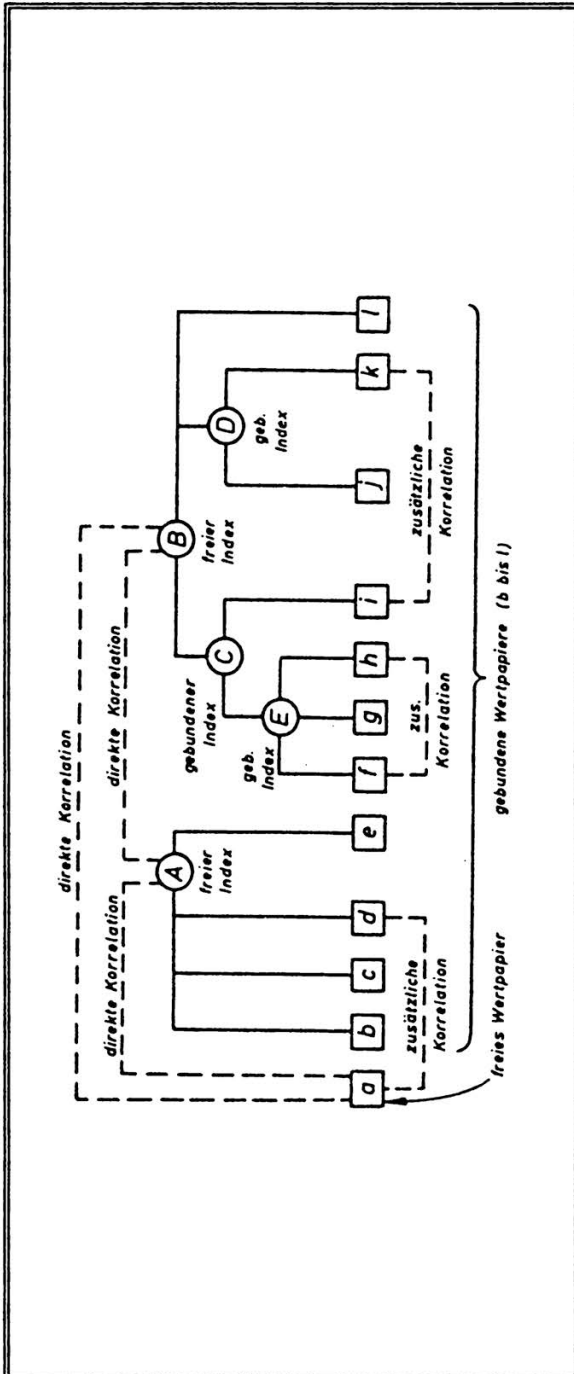 direkte Korrelation
direkte Korrelation
direkte Korrelation
A
freier
Index
B
freier
Index
gebundener
Index
C
D
geb.
Index
geb.
Index
E
a
b
c
d
e
f
g
h
i
j
k
l
zusätzliche
Korrelation
zus.
Korrelation
zusätzliche
Korrelation
freies Wertpapier
gebundene Wertpapiere (b bis l)